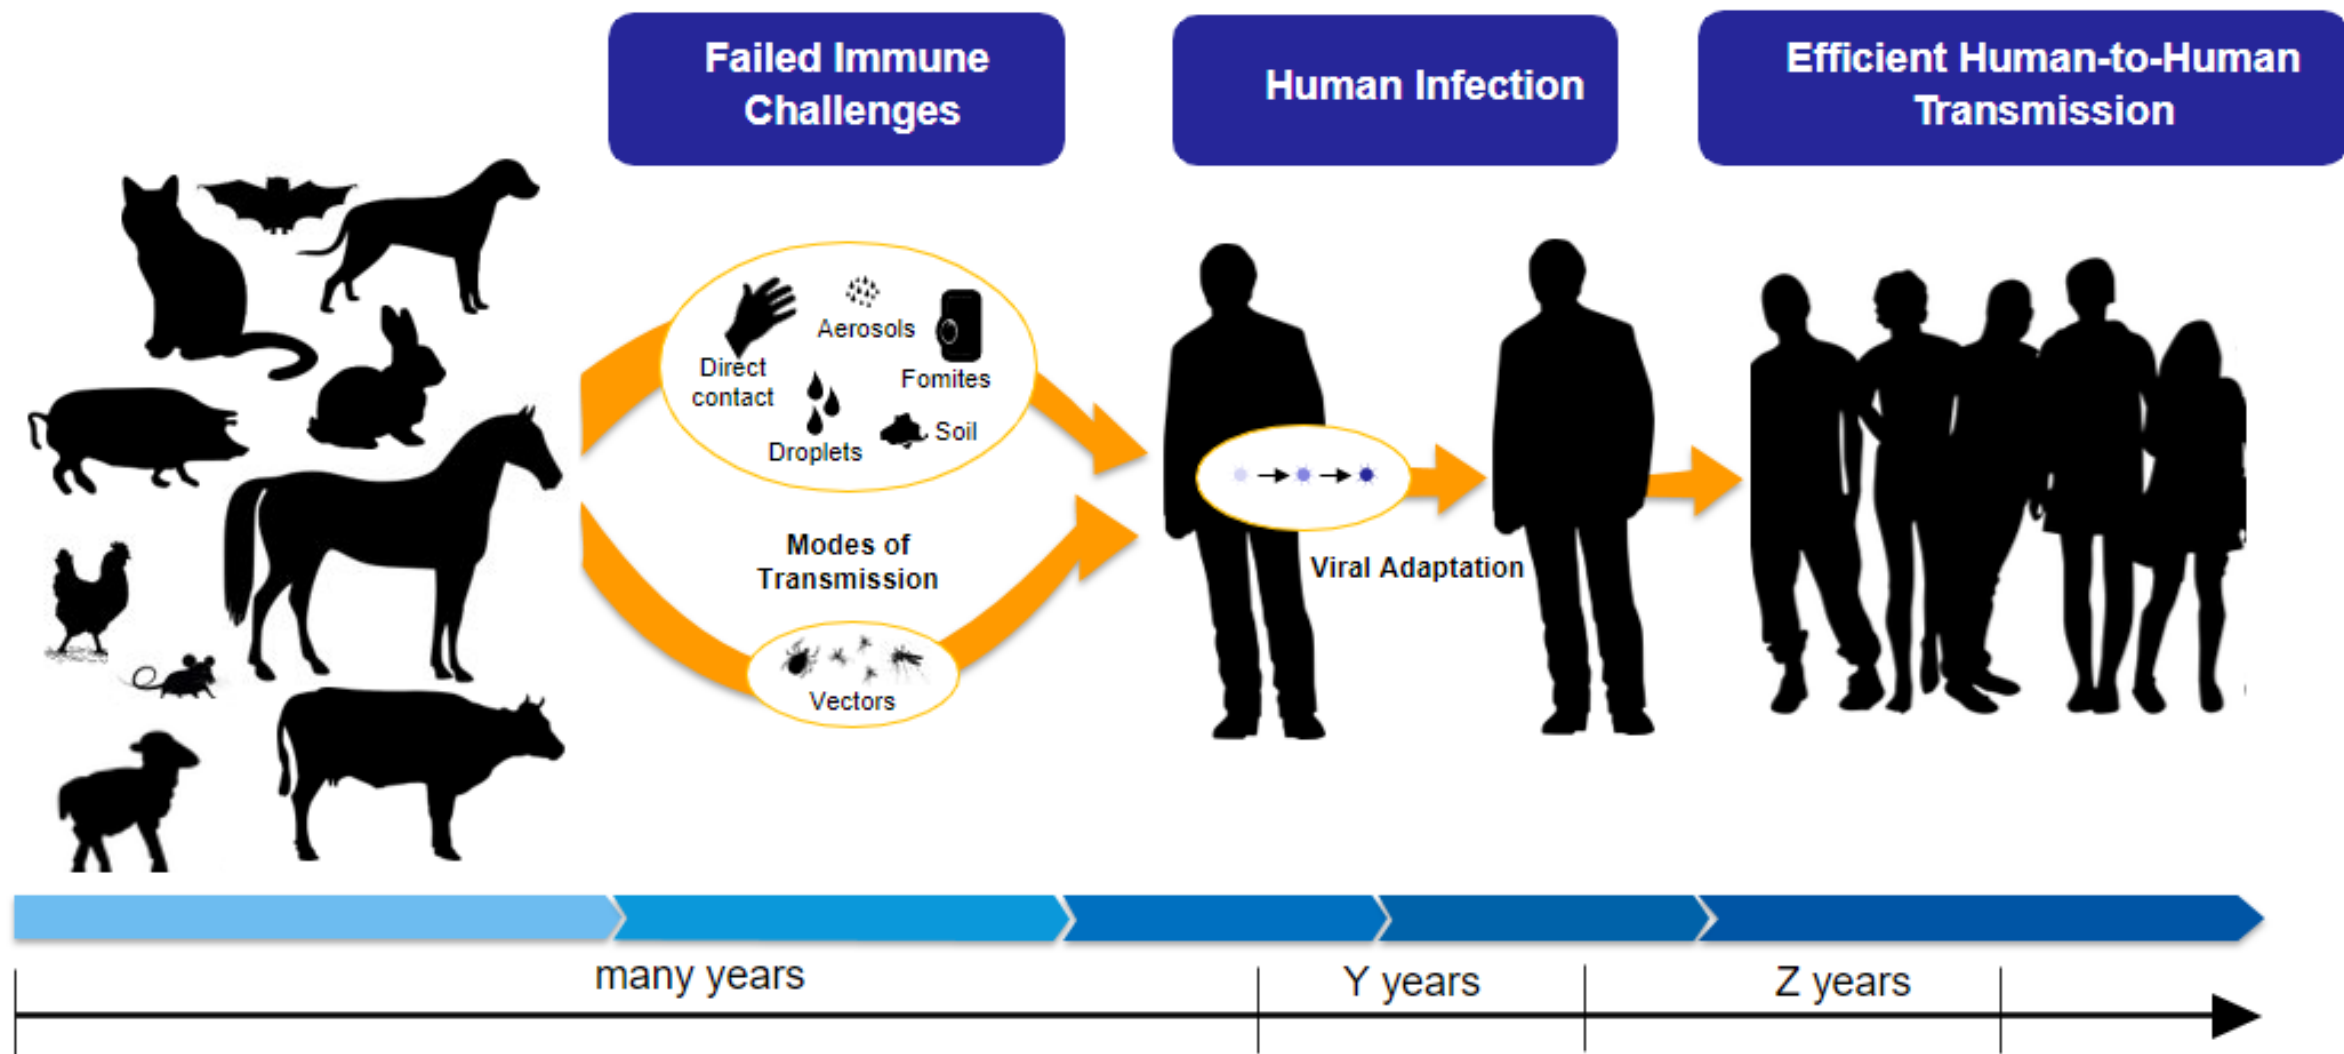 Failed Immune
Challenges
Human Infection
Efficient Human-to-Human
Transmission
Aerosols
Direct
contact
Fomites
Droplets
Soil
Modes of
Transmission
Vectors
Viral Adaptation
many years
Y years
Z years